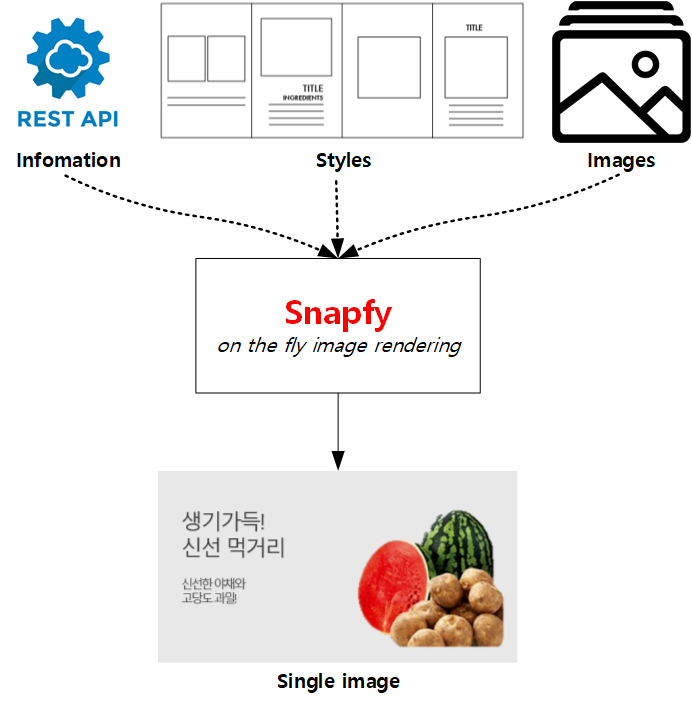 REST API
TITLE
INGREDIENTS
TITLE
Infomation
Styles
Images
Snapfy
on the fly image rendering
생기가득!
신선 먹거리
신선한 야채와
고당도 과일!
Single image